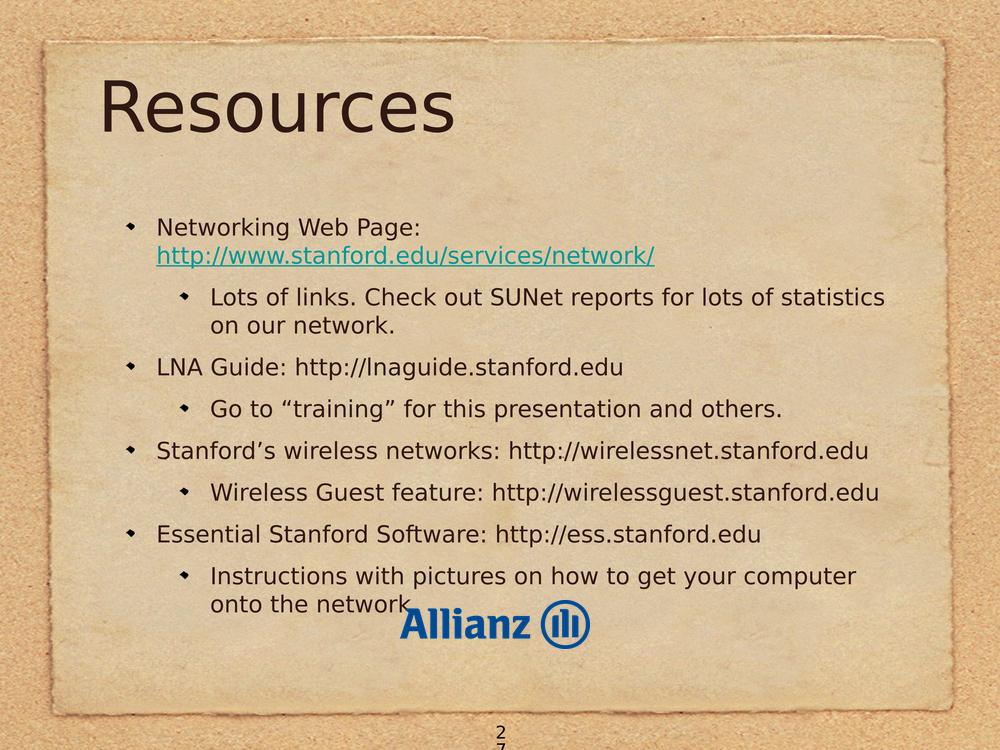 Resources
Networking Web Page:
http://www.stanford.edu/services/network/
Lots of links. Check out SUNet reports for lots of statistics
on our network.
LNA Guide: http://lnaguide.stanford.edu
Go to “training” for this presentation and others.
Stanford’s wireless networks: http://wirelessnet.stanford.edu
Wireless Guest feature: http://wirelessguest.stanford.edu
Essential Stanford Software: http://ess.stanford.edu
Instructions with pictures on how to get your computer
onto the network.
Allianz
2
7